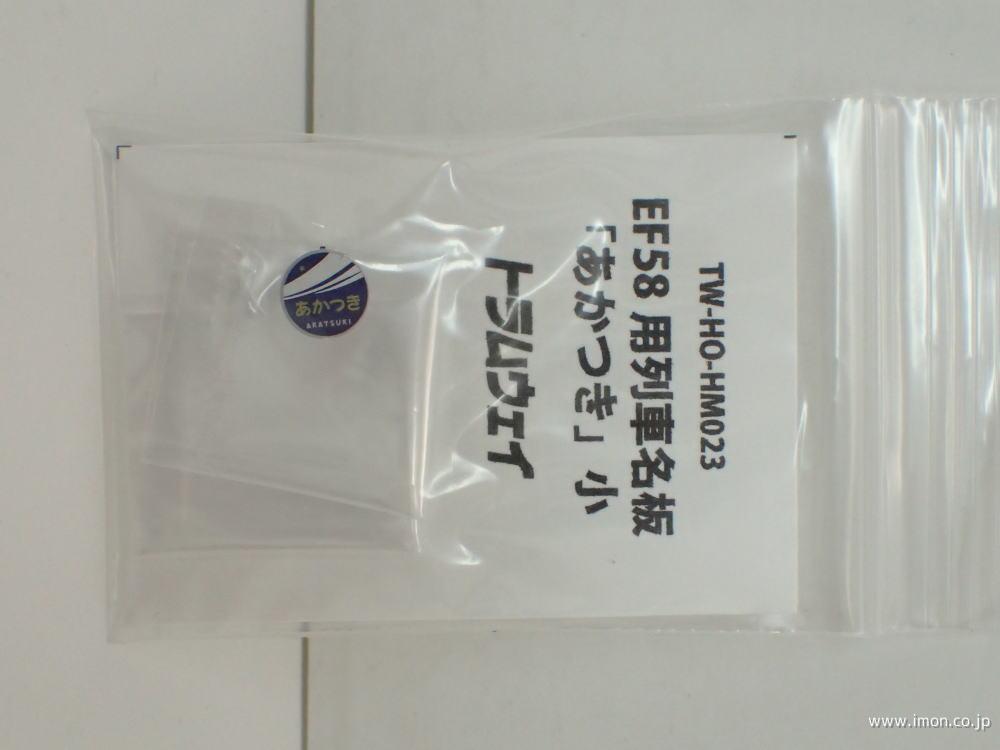 TW-HO-HM023
EF58 用列車名板
「あかつき」小
トラムウェイ
あかつき
AKATSUKI
www.imon.co.jp